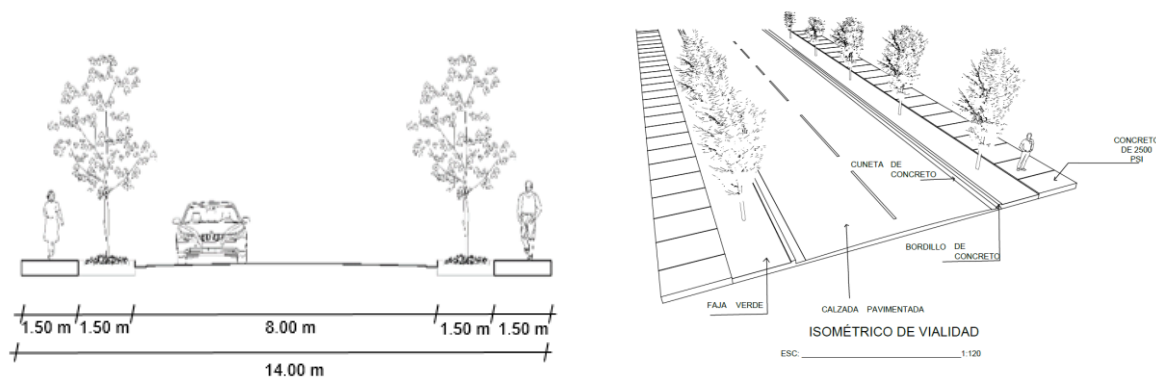 1.50 m 1.50 m 8.00 m 1.50 m 1.50 m
14.00 m
CONCRETO
DE 2500
PSI
CUNETA DE
CONCRETO
BORDILLO DE
CONCRETO
FAJA VERDE
CALZADA PAVIMENTADA
ISOMÉTRICO DE VIALIDAD
ESC: 1:120